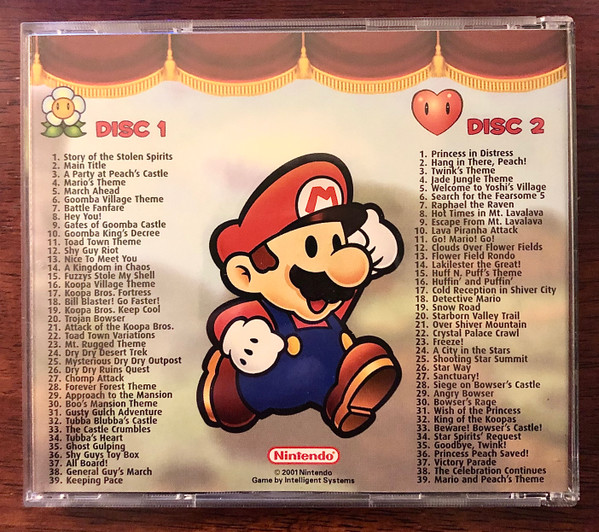 DISC 1
1. Story of the Stolen Spirits
2. Main Title
3. A Party at Peach's Castle
4. Mario's Theme
5. March Ahead
6. Goomba Village Theme
7. Battle Fanfare
8. Hey You!
9. Gates of Goomba Castle
10. Goomba King's Decree
11. Toad Town Theme
12. Shy Guy Riot
13. Nice To Meet You
14. A Kingdom in Chaos
15. Fuzzys Stole My Shell
16. Koopa Village Theme
17. Koopa Bros. Fortress
18. Bill Blaster! Go Faster!
19. Koopa Bros. Keep Cool
20. Trojan Bowser
21. Attack of the Koopa Bros.
22. Toad Town Variations
23. Mt. Rugged Theme
24. Dry Dry Desert Trek
25. Mysterious Dry Dry Outpost
26. Dry Dry Ruins Quest
27. Chomp Attack
28. Forever Forest Theme
29. Approach to the Mansion
30. Boo's Mansion Theme
31. Gusty Gulch Adventure
32. Tubba Blubba's Castle
33. The Castle Crumbles
34. Tubba's Heart
35. Ghost Gulping
36. Shy Guys Toy Box
37. All Board!
38. General Guy's March
39. Keeping Pace
M
Nintendo
© 2001 Nintendo
Game by Intelligent Systems
DISC 2
1. Princess in Distress
2. Hang in There, Peach!
3. Twink's Theme
4. Jade Jungle Theme
5. Welcome to Yoshi's Village
6. Search for the Fearsome 5
7. Raphael the Raven
8. Hot Times in Mt. Lavalava
9. Escape From Mt. Lavalava
10. Lava Piranha Attack
11. Go! Mario! Go!
12. Clouds Over Flower Fields
13. Flower Field Rondo
14. Lakilester the Great!
15. Huff N. Puff's Theme
16. Huffin' and Puffin'
17. Cold Reception in Shiver City
18. Detective Mario
19. Snow Road
20. Starborn Valley Trail
21. Over Shiver Mountain
22. Crystal Palace Crawl
23. Freeze!
24. A City in the Stars
25. Shooting Star Summit
26. Star Way
27. Sanctuary!
28. Siege on Bowser's Castle
29. Angry Bowser
30. Bowser's Rage
31. Wish of the Princess
32. King of the Koopas
33. Beware! Bowser's Castle!
34. Star Spirits' Request
35. Goodbye, Twink!
36. Princess Peach Saved!
37. Victory Parade
38. The Celebration Continues
39. Mario and Peach's Theme